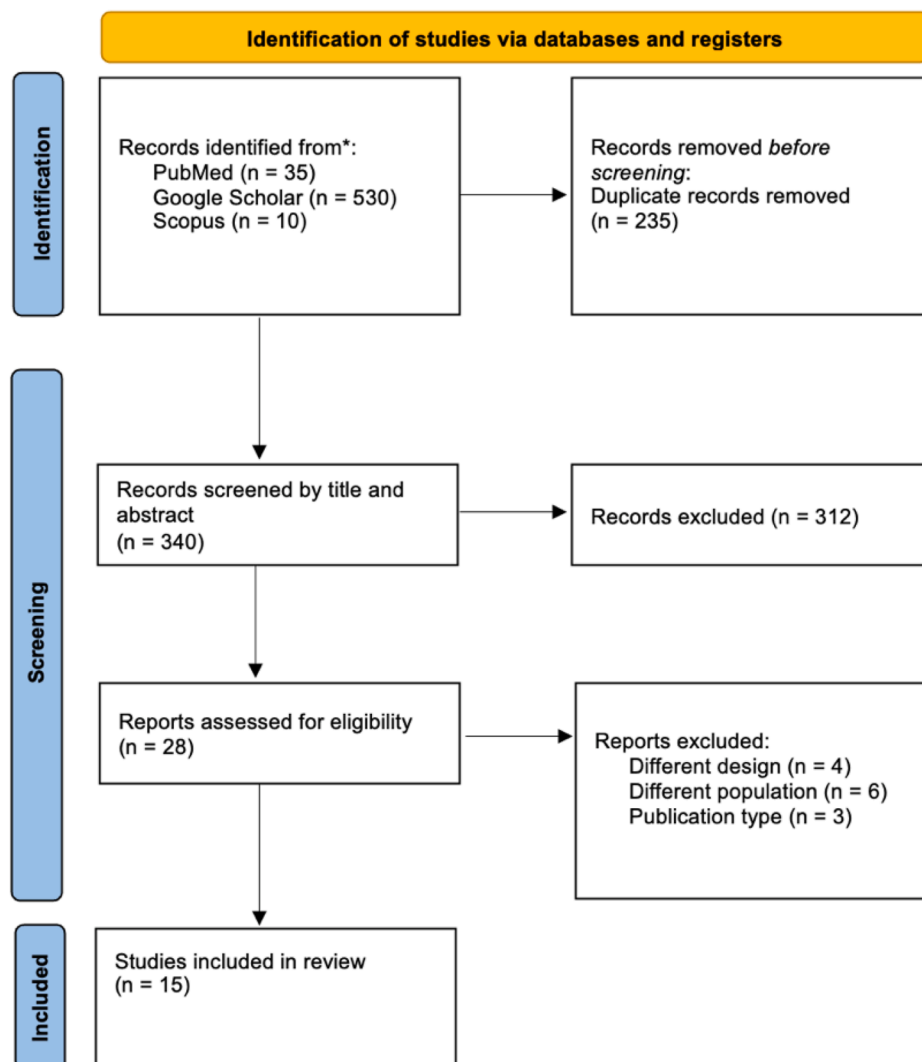 Identification of studies via databases and registers
Identification
Records identified from*:
PubMed (n = 35)
Google Scholar (n = 530)
Scopus (n = 10)
Records removed before
screening:
Duplicate records removed
(n = 235)
Screening
Records screened by title and
abstract
(n = 340)
Records excluded (n = 312)
Reports assessed for eligibility
(n = 28)
Reports excluded:
Different design (n = 4)
Different population (n = 6)
Publication type (n = 3)
Included
Studies included in review
(n = 15)